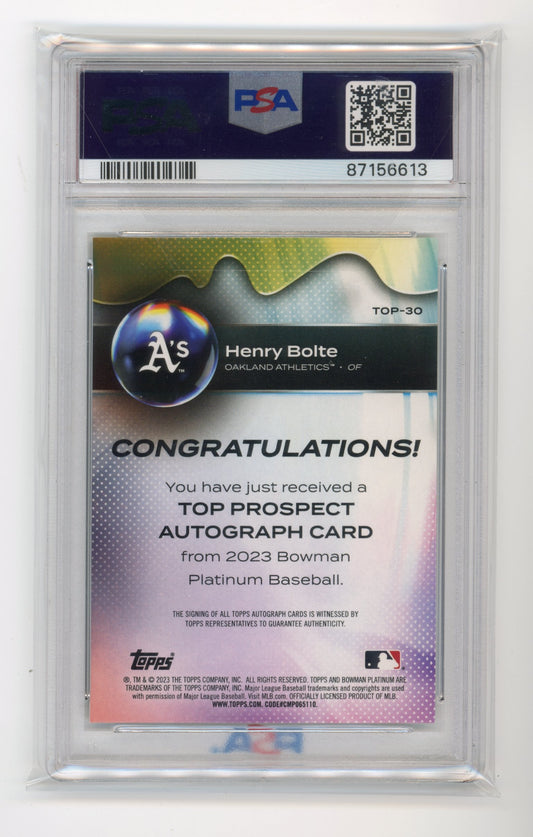 PSA
87156613
TOP-30
A's
TM
Henry Bolte
OAKLAND ATHLETICS™ • OF
CONGRATULATIONS!
You have just received a
TOP PROSPECT
AUTOGRAPH CARD
from 2023 Bowman
Platinum Baseball.
THE SIGNING OF ALL TOPPS AUTOGRAPH CARDS IS WITNESSED BY
TOPPS REPRESENTATIVES TO GUARANTEE AUTHENTICITY.
Topps
®, TM & © 2023 THE TOPPS COMPANY, INC. ALL RIGHTS RESERVED. TOPPS AND BOWMAN PLATINUM ARE
TRADEMARKS OF THE TOPPS COMPANY, INC. Major League Baseball trademarks and copyrights are used
with permission of Major League Baseball. Visit MLB.com. OFFICIALLY LICENSED PRODUCT OF MLB.
WWW.TOPPS.COM. CODE#CMP065110.
PSA